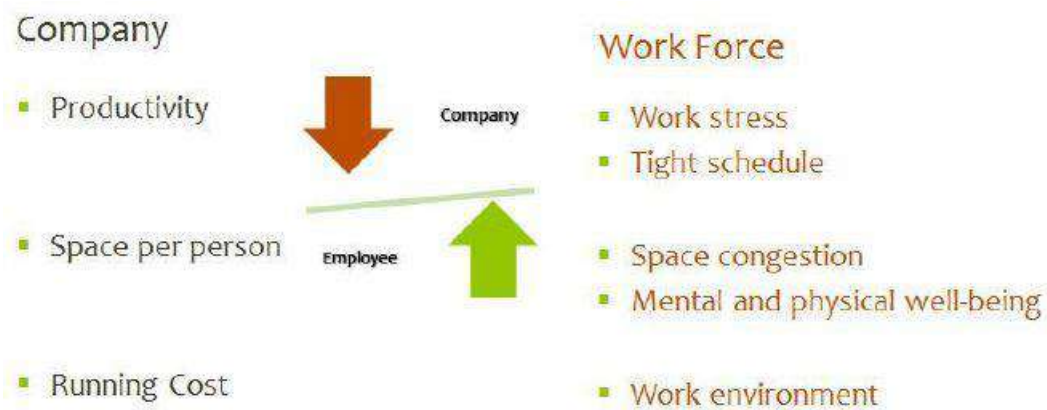 Company
Productivity
Space per person
Running Cost
Company
Employee
Work Force
Work stress
Tight schedule
Space congestion
Mental and physical well-being
Work environment